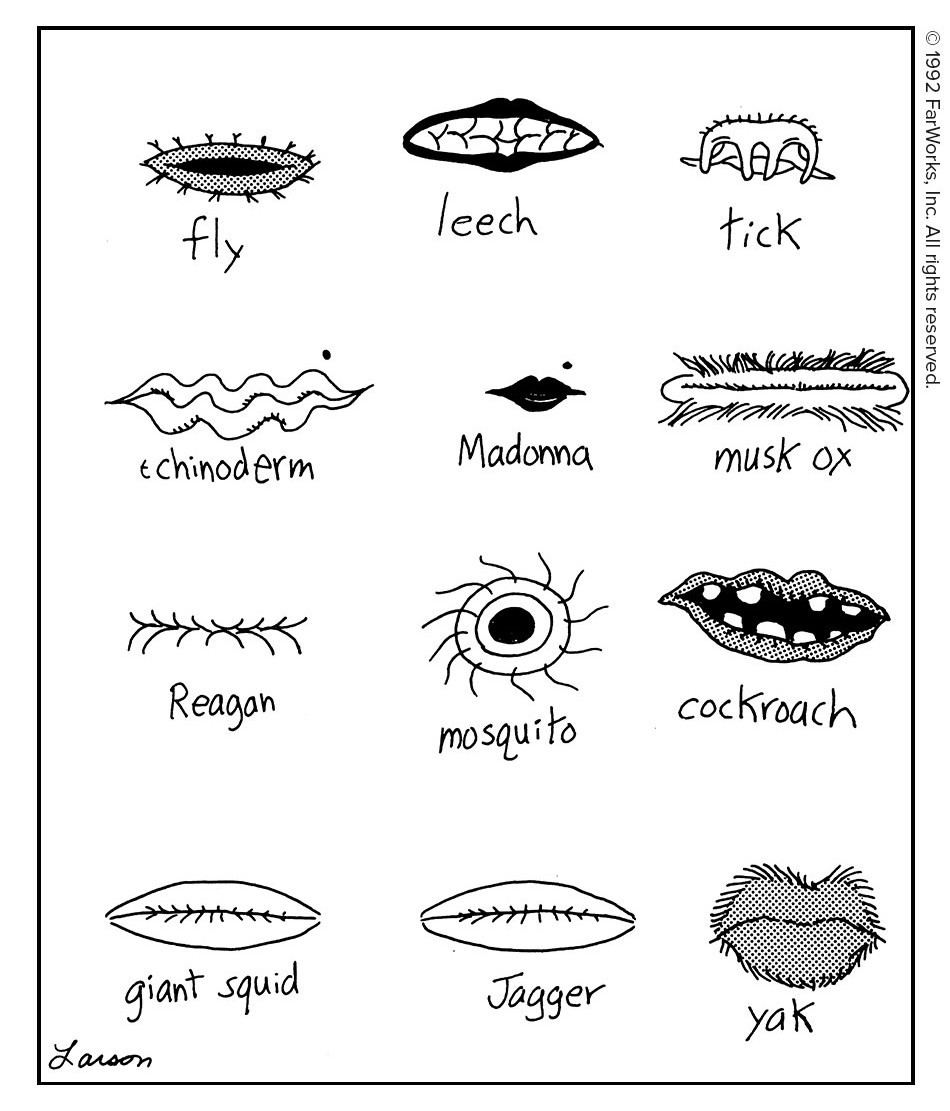 fly
leech
tick
echinoderm
Madonna
musk ox
Reagan
mosquito
cockroach
giant squid
Jagger
yak
Larson
© 1992 FarWorks, Inc. All rights reserved.